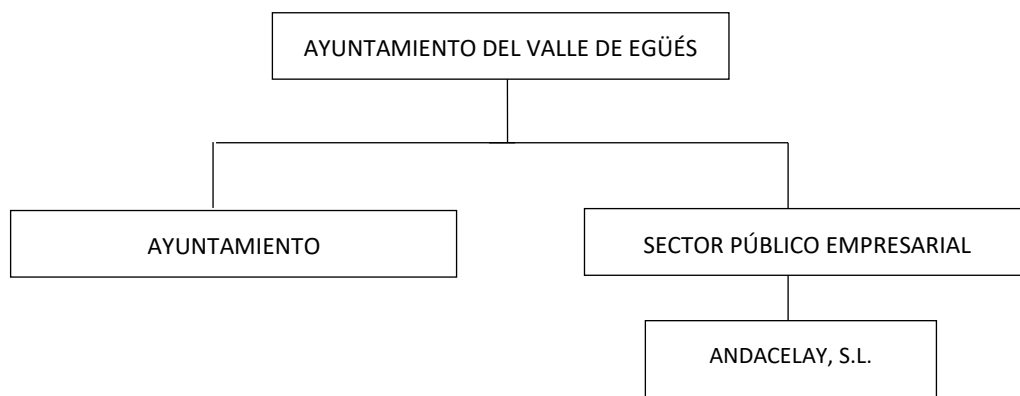 AYUNTAMIENTO DEL VALLE DE EGÜÉS
AYUNTAMIENTO
SECTOR PÚBLICO EMPRESARIAL
ANDACELAY, S.L.